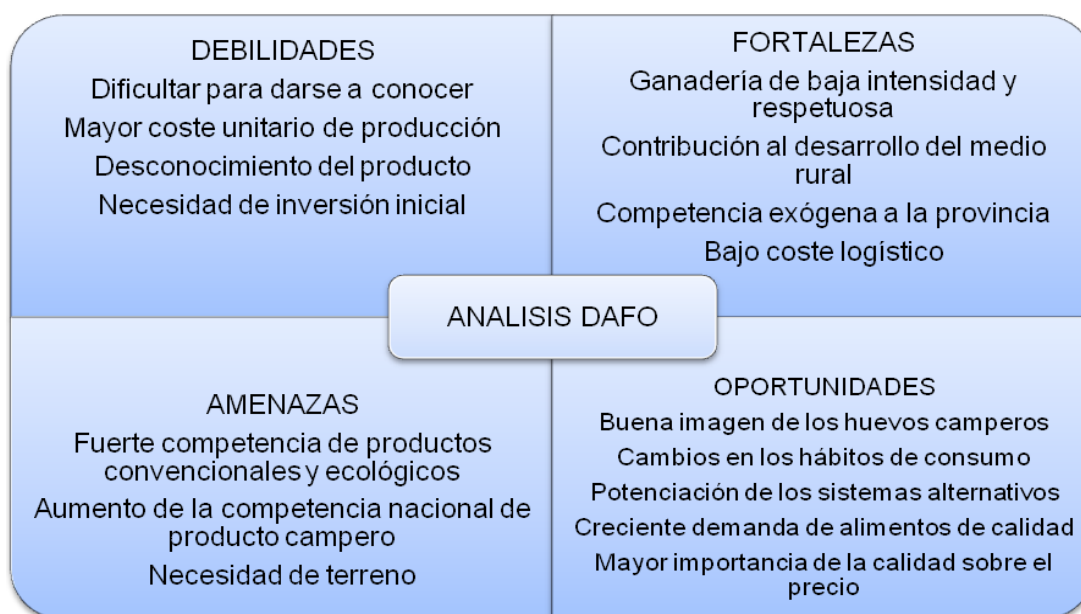 DEBILIDADES
Dificultar para darse a conocer
Mayor coste unitario de producción
Desconocimiento del producto
Necesidad de inversión inicial
FORTALEZAS
Ganadería de baja intensidad y
respetuosa
Contribución al desarrollo del medio
rural
Competencia exógena a la provincia
Bajo coste logístico
ANALISIS DAFO
AMENAZAS
Fuerte competencia de productos
convencionales y ecológicos
Aumento de la competencia nacional de
producto campero
Necesidad de terreno
OPORTUNIDADES
Buena imagen de los huevos camperos
Cambios en los hábitos de consumo
Potenciación de los sistemas alternativos
Creciente demanda de alimentos de calidad
Mayor importancia de la calidad sobre el
precio